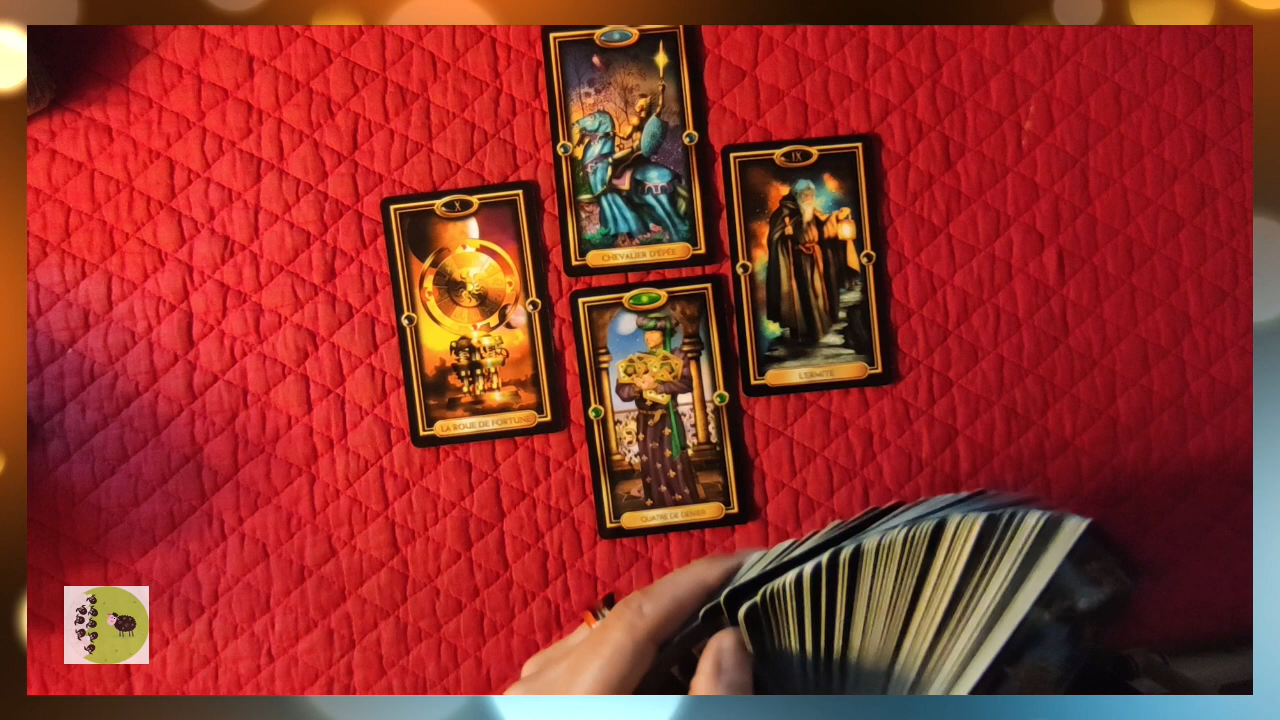 CHEVALIER D'ÉPÉE
IX
L'ERMITE
X
LA ROUE DE FORTUNE
QUATRE DE DENIER